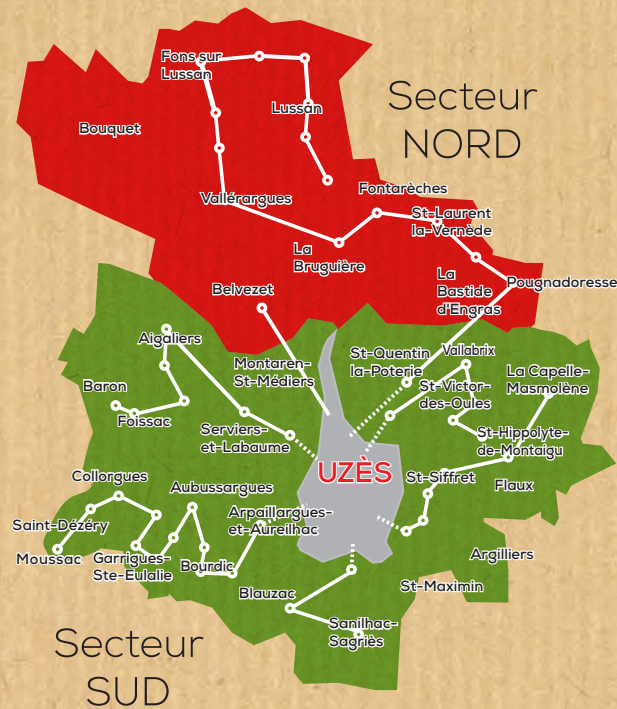 Fons sur
Lussan
Secteur
NORD
Lussan
Bouquet
Vallérargues
Fontarèches
St-Laurent
la-Vernède
La
Bruguière
La
Bastide
d'Engras
Pougnadoresse
Belvezet
Aigaliers
Montaren-
St-Médiers
St-Quentin
la-Poterie
Vallabrix
La Capelle-
Masmolène
Baron
St-Victor-
des-Oules
Foissac
Serviers-
et-Labaume
St-Hippolyte-
de-Montaigu
UZÈS
St-Siffret
Flaux
Collorgues
Aubussargues
Arpaillargues-
et-Aureilhac
Saint-Dézéry
Moussac
Garrigues-
Ste-Eulalie
Bourdic
Argilliers
St-Maximin
Blauzac
Sanilhac-
Sagriès
Secteur
SUD